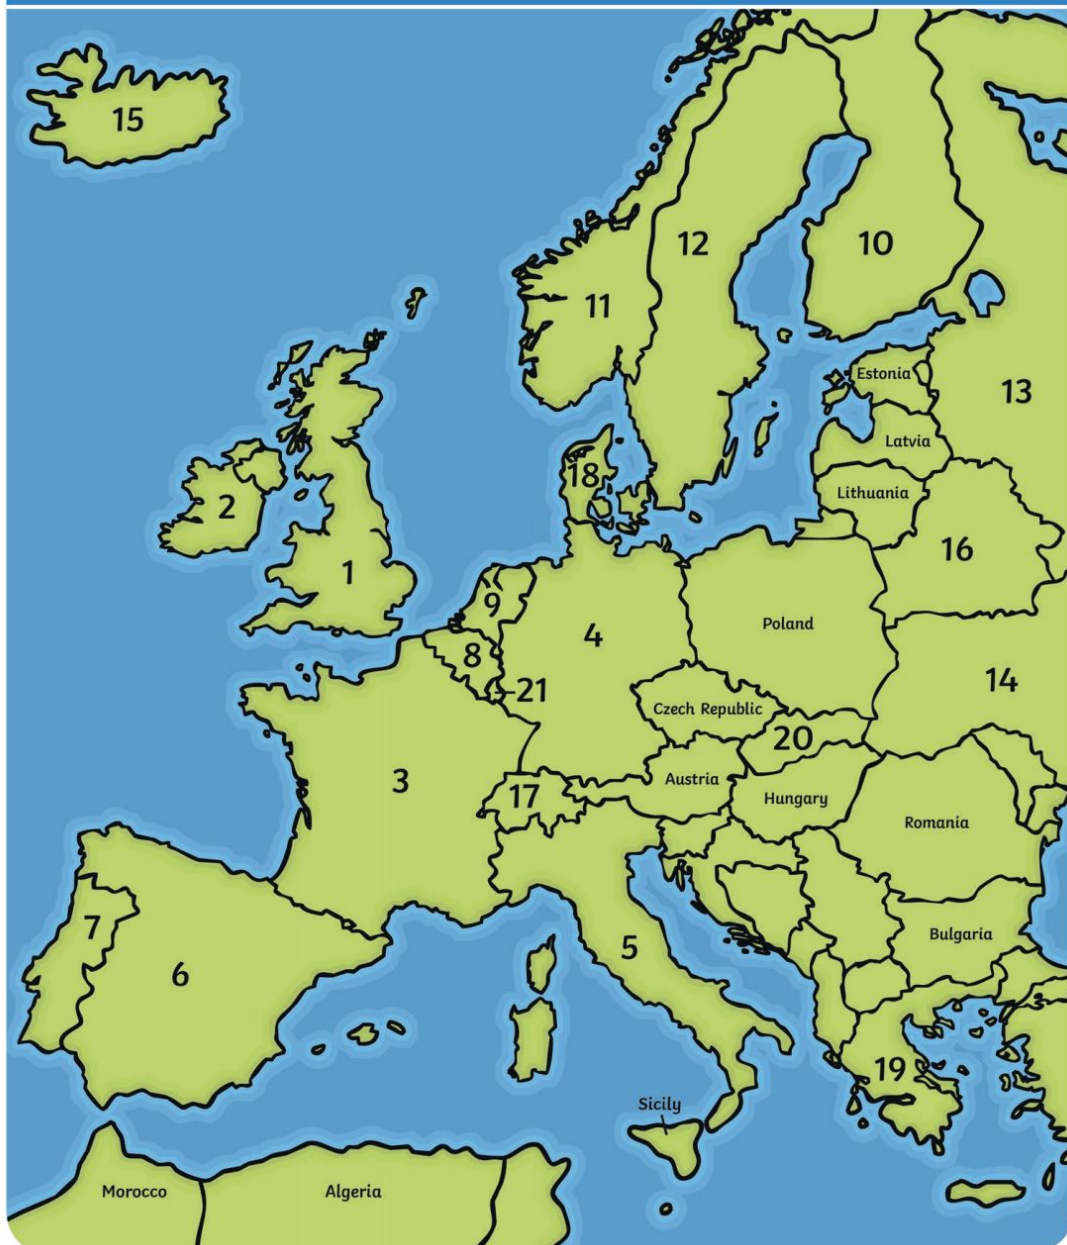 15
12
10
11
Estonia
13
Latvia
18
Lithuania
2
16
1
9
Poland
4
8
14
21
Czech Republic
20
3
Austria
17
Hungary
Romania
7
Bulgaria
5
6
19
Sicily
Morocco
Algeria